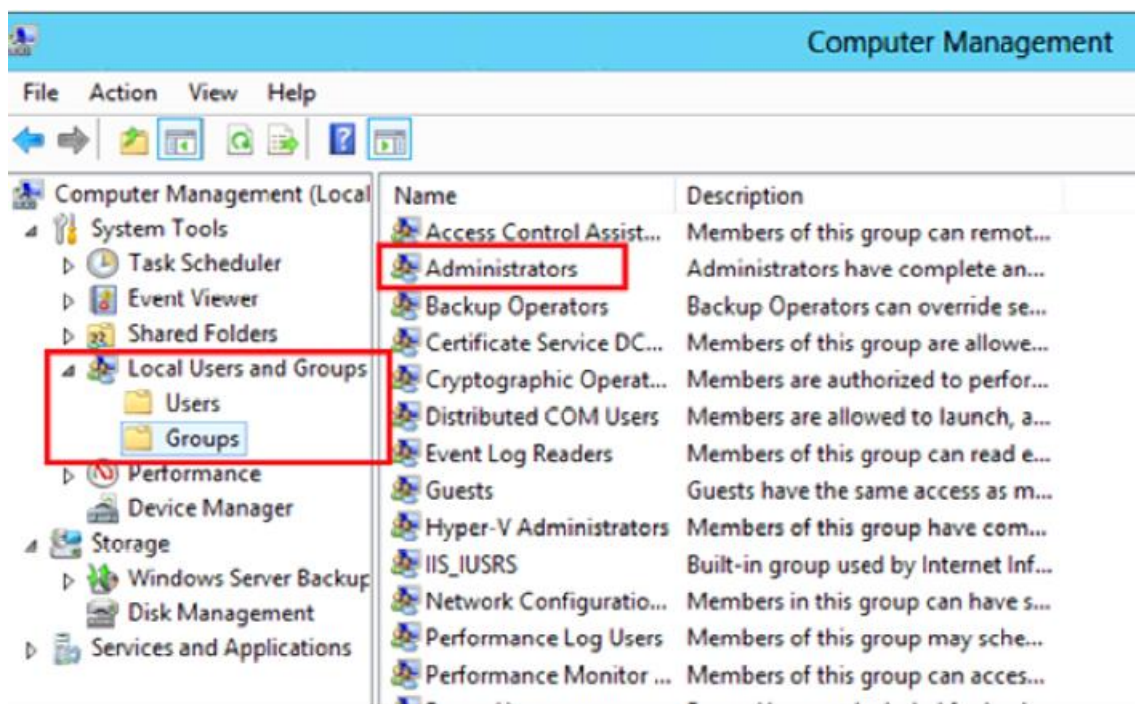 Computer Management
File Action View Help
Computer Management (Local
System Tools
Task Scheduler
Event Viewer
Shared Folders
Local Users and Groups
Users
Groups
Performance
Device Manager
Storage
Windows Server Backup
Disk Management
Services and Applications
Name Description
Access Control Assist... Members of this group can remot...
Administrators Administrators have complete an...
Backup Operators Backup Operators can override se...
Certificate Service DC... Members of this group are allowe...
Cryptographic Operat... Members are authorized to perfor...
Distributed COM Users Members are allowed to launch, a...
Event Log Readers Members of this group can read e...
Guests Guests have the same access as m...
Hyper-V Administrators Members of this group have com...
IIS_IUSRS Built-in group used by Internet Inf...
Network Configuratio... Members in this group can have s...
Performance Log Users Members of this group may sche...
Performance Monitor ... Members of this group can acces...